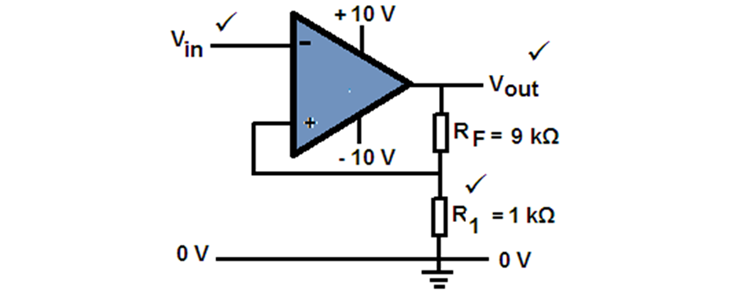 +10 V
Vin
-
Vout
+
RF = 9 kΩ
-10 V
R1 = 1 kΩ
0 V
0 V